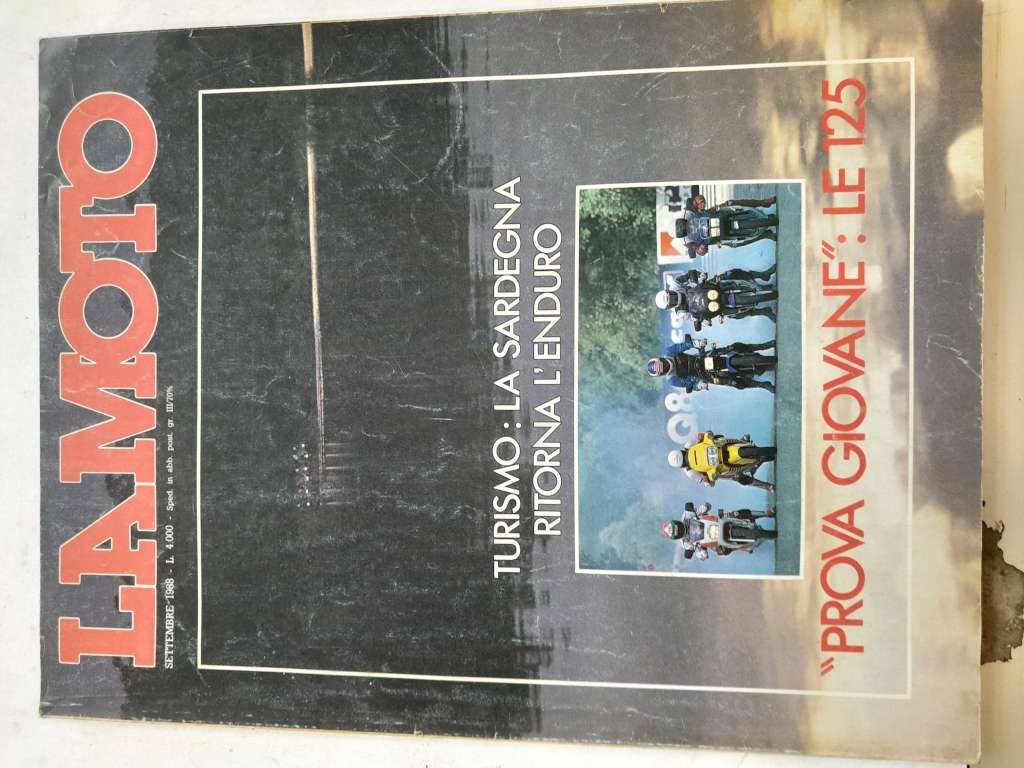 LA MOTO
SETTEMBRE 1988 - L. 4.000 - Sped. in abb. post. gr. III/70%
TURISMO: LA SARDEGNA
RITORNA L'ENDURO
Q8
"PROVA GIOVANE": LE 125